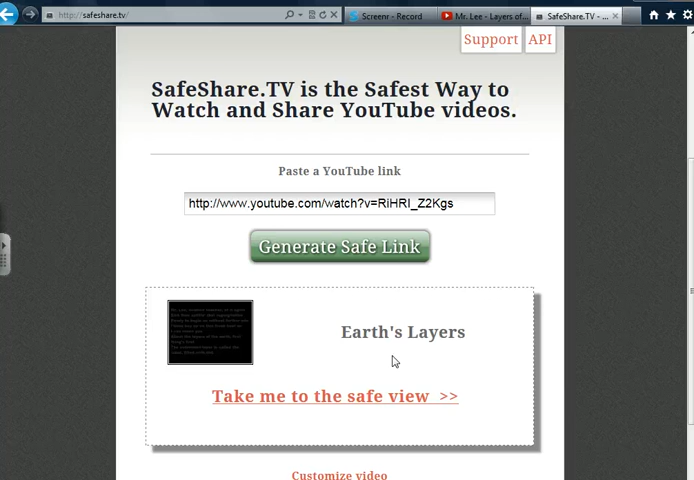 http://safeshare.tv/
Screenr - Record
Mr. Lee - Layers of...
SafeShare.TV - ...
Support
API
SafeShare.TV is the Safest Way to
Watch and Share YouTube videos.
Paste a YouTube link
http://www.youtube.com/watch?v=RiHRI_Z2Kgs
Generate Safe Link
Earth's Layers
Take me to the safe view >>
Customize video